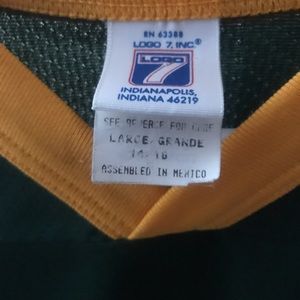 RN 63388
LOGO 7, INC.®
LOGO
7
INDIANAPOLIS,
INDIANA 46219
SEE REVERSE FOR CARE
LARGE/GRANDE
14/16
ASSEMBLED IN MEXICO